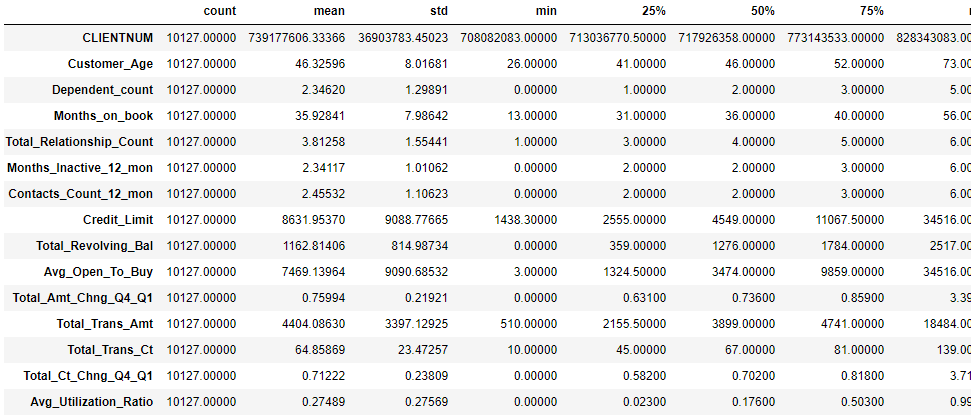 count mean std min 25% 50% 75%
CLIENTNUM 10127.00000 739177606.33366 36903783.45023 708082083.00000 713036770.50000 717926358.00000 773143533.00000 828343083.00
Customer_Age 10127.00000 46.32596 8.01681 26.00000 41.00000 46.00000 52.00000 73.00
Dependent_count 10127.00000 2.34620 1.29891 0.00000 1.00000 2.00000 3.00000 5.00
Months_on_book 10127.00000 35.92841 7.98642 13.00000 31.00000 36.00000 40.00000 56.00
Total_Relationship_Count 10127.00000 3.81258 1.55441 1.00000 3.00000 4.00000 5.00000 6.00
Months_Inactive_12_mon 10127.00000 2.34117 1.01062 0.00000 2.00000 2.00000 3.00000 6.00
Contacts_Count_12_mon 10127.00000 2.45532 1.10623 0.00000 2.00000 2.00000 3.00000 6.00
Credit_Limit 10127.00000 8631.95370 9088.77665 1438.30000 2555.00000 4549.00000 11067.50000 34516.00
Total_Revolving_Bal 10127.00000 1162.81406 814.98734 0.00000 359.00000 1276.00000 1784.00000 2517.00
Avg_Open_To_Buy 10127.00000 7469.13964 9090.68532 3.00000 1324.50000 3474.00000 9859.00000 34516.00
Total_Amt_Chng_Q4_Q1 10127.00000 0.75994 0.21921 0.00000 0.63100 0.73600 0.85900 3.39
Total_Trans_Amt 10127.00000 4404.08630 3397.12925 510.00000 2155.50000 3899.00000 4741.00000 18484.00
Total_Trans_Ct 10127.00000 64.85869 23.47257 10.00000 45.00000 67.00000 81.00000 139.00
Total_Ct_Chng_Q4_Q1 10127.00000 0.71222 0.23809 0.00000 0.58200 0.70200 0.81800 3.71
Avg_Utilization_Ratio 10127.00000 0.27489 0.27569 0.00000 0.02300 0.17600 0.50300 0.99